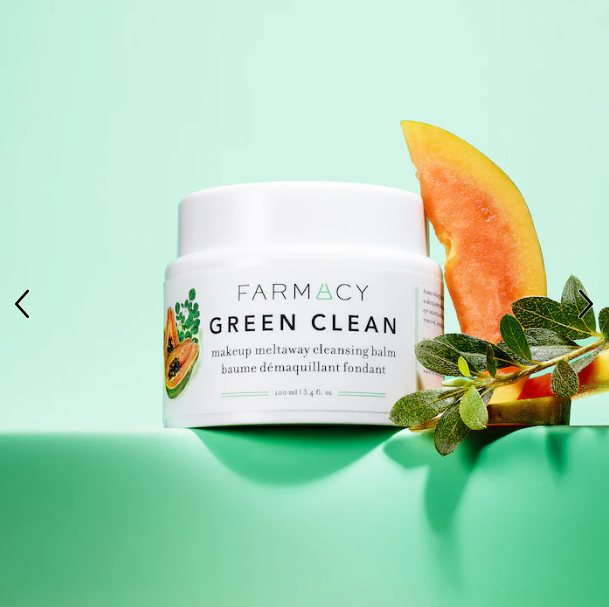 FARMACY
GREEN CLEAN
makeup meltaway cleansing balm
baume démaquillant fondant
100 ml | 3.4 fl. oz